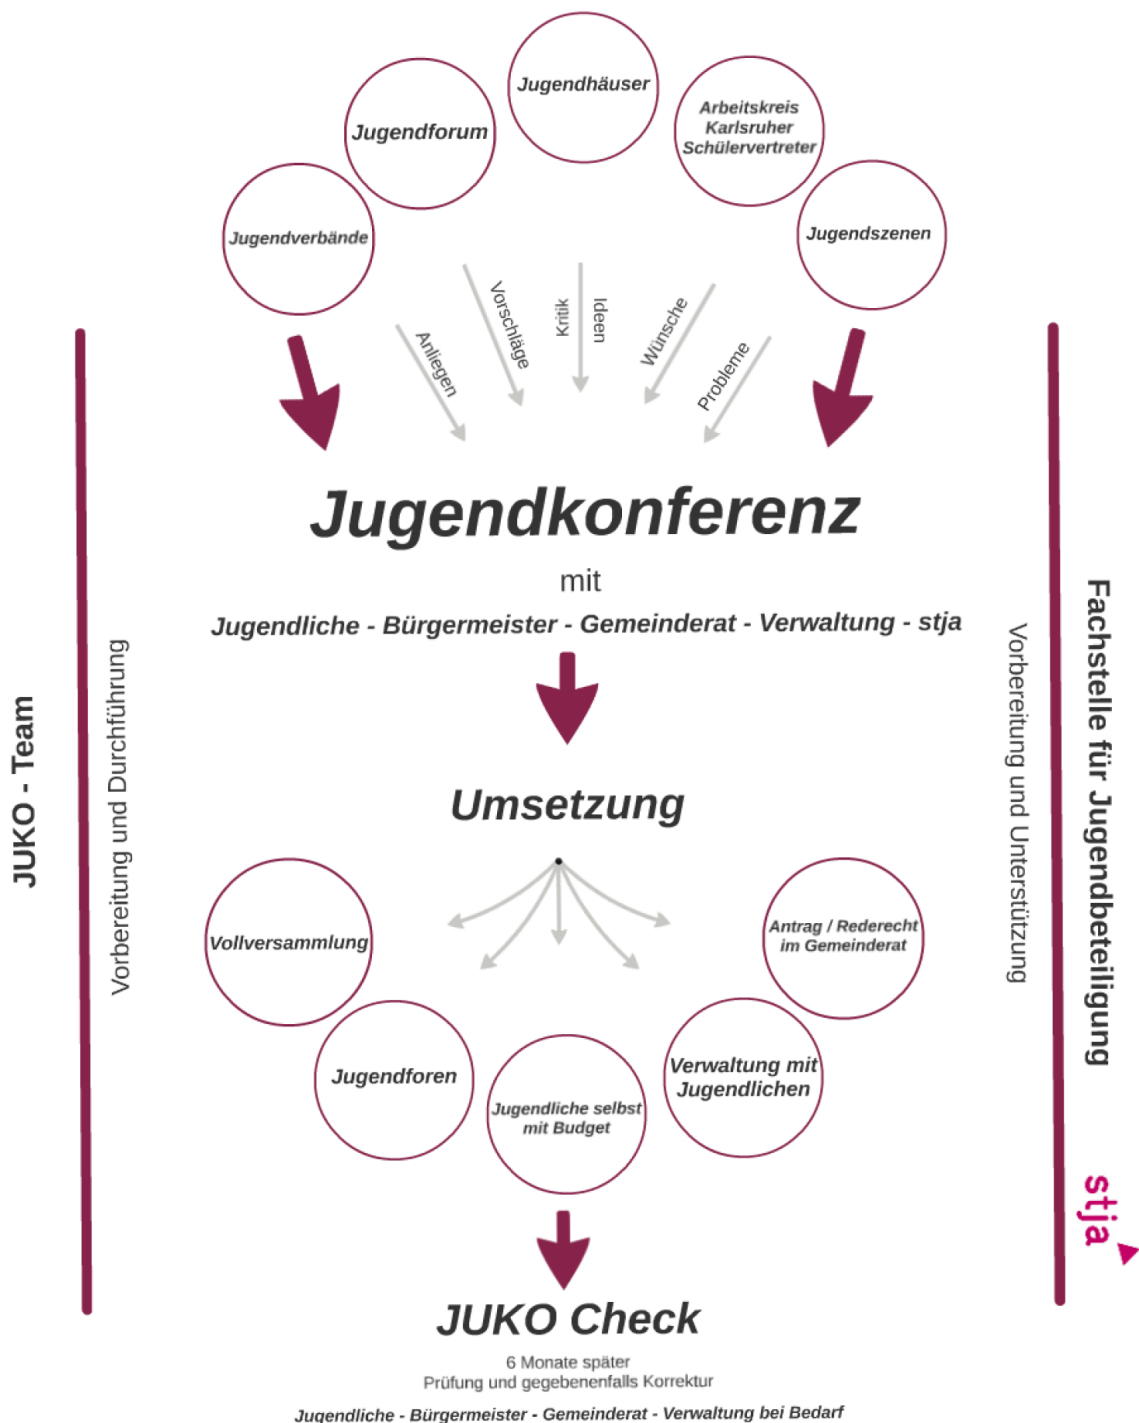 Jugendhäuser
Jugendforum
Arbeitskreis
Karlsruher
Schülervertreter
Jugendverbände
Jugendszenen
Anliegen
Vorschläge
Kritik
Ideen
Wünsche
Probleme
Jugendkonferenz
mit
Jugendliche - Bürgermeister - Gemeinderat - Verwaltung - stja
JUKO - Team
Vorbereitung und Durchführung
Vorbereitung und Unterstützung
Fachstelle für Jugendbeteiligung
Umsetzung
Vollversammlung
Jugendforen
Jugendliche selbst
mit Budget
Verwaltung mit
Jugendlichen
Antrag / Rederecht
im Gemeinderat
stja
JUKO Check
6 Monate später
Prüfung und gegebenenfalls Korrektur
Jugendliche - Bürgermeister - Gemeinderat - Verwaltung bei Bedarf